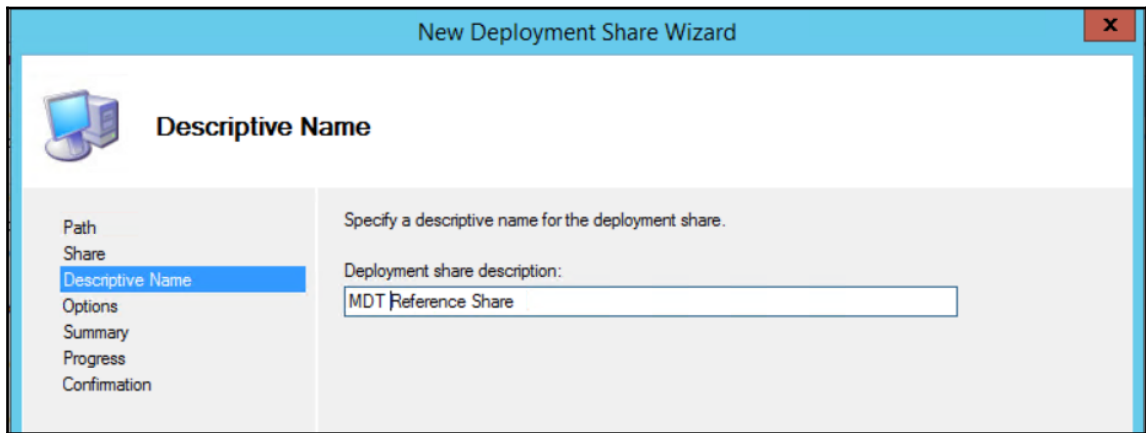 New Deployment Share Wizard
x
Descriptive Name
Path
Share
Descriptive Name
Options
Summary
Progress
Confirmation
Specify a descriptive name for the deployment share.
Deployment share description:
MDT Reference Share